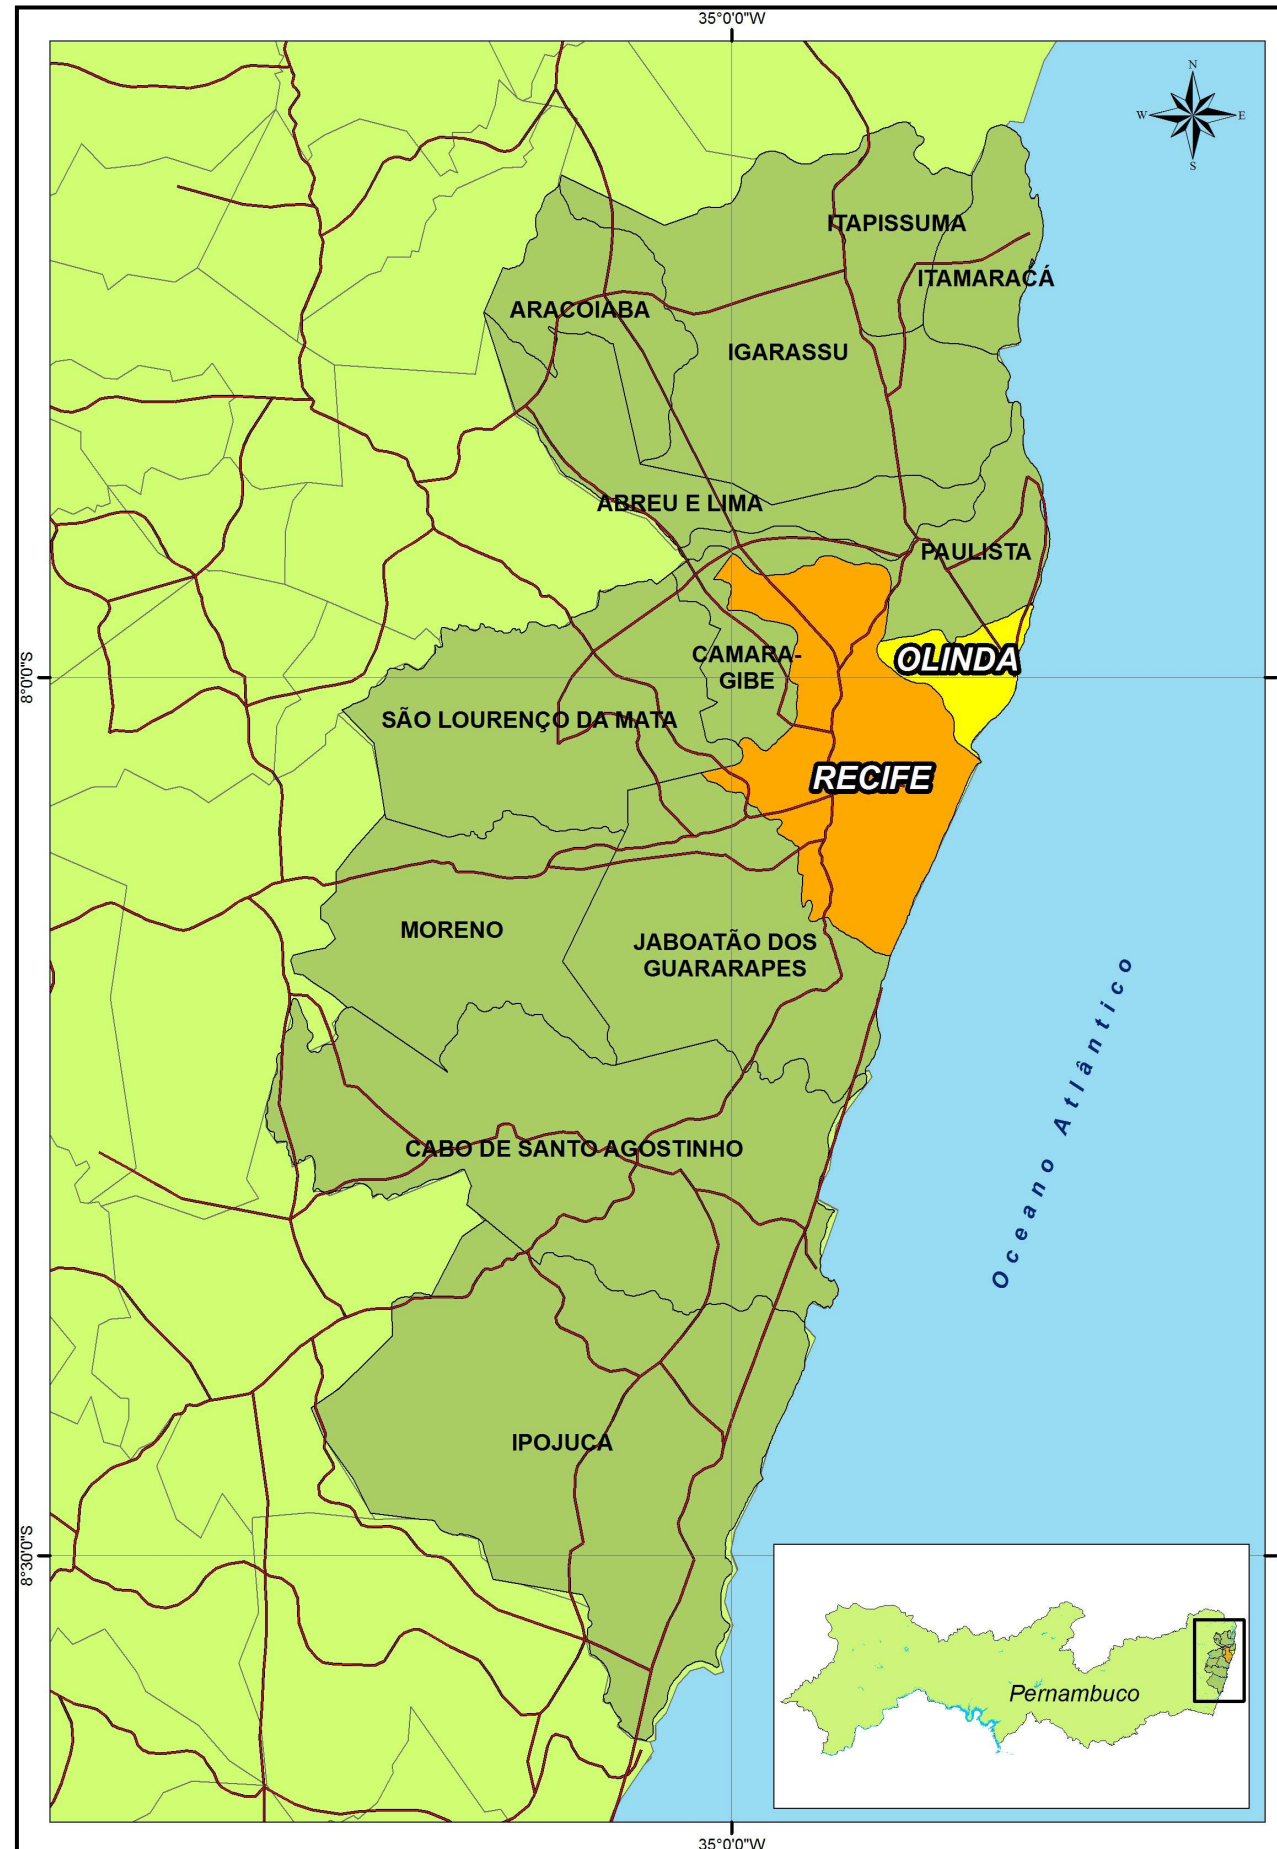 35°0'0"W
N
W
E
S
ITAPISSUMA
ITAMARACÁ
ARAÇOIABA
IGARASSU
ABREU E LIMA
PAULISTA
OLINDA
CAMARA-
GIBE
8°0'0"S
SÃO LOURENÇO DA MATA
RECIFE
MORENO
JABOATÃO DOS
GUARARAPES
Oceano Atlântico
CABO DE SANTO AGOSTINHO
IPOJUCA
8°30'0"S
Pernambuco
35°0'0"W